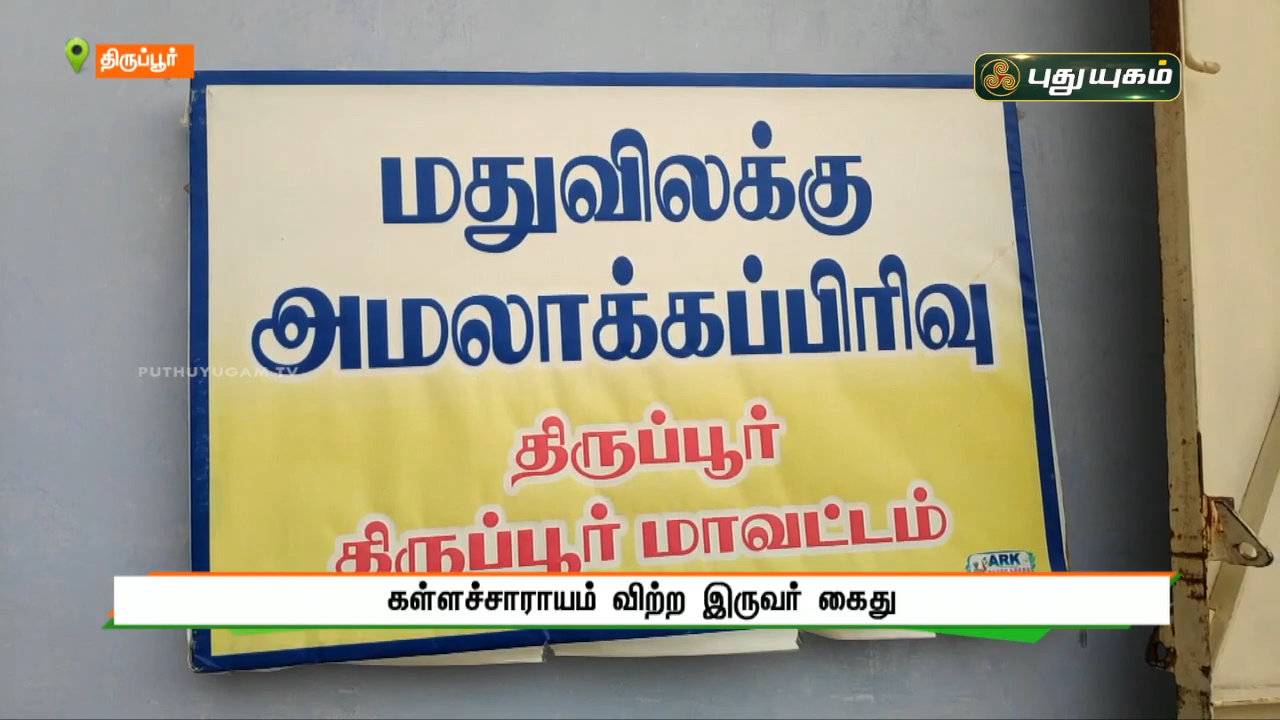 திருப்பூர்
புதுயுகம்
மதுவிலக்கு
அமலாக்கப்பிரிவு
PUTHUYUGAM TV
திருப்பூர்
திருப்பூர் மாவட்டம்
ARK
கள்ளச்சாராயம் விற்ற இருவர் கைது